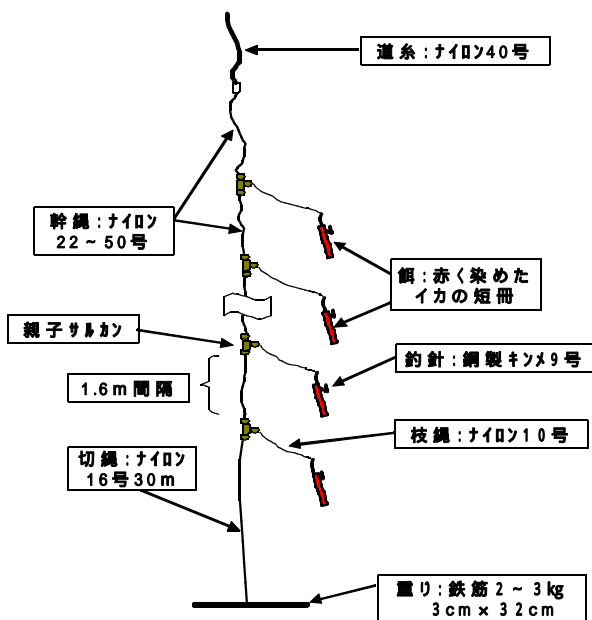 道糸:ナイロン40号
幹縄:ナイロン
22~50号
餌:赤く染めた
イカの短冊
親子サルカン
釣針:鋼製キンメ9号
1.6m間隔
枝縄:ナイロン10号
切縄:ナイロン
16号30m
重り:鉄筋2~3kg
3cm×32cm